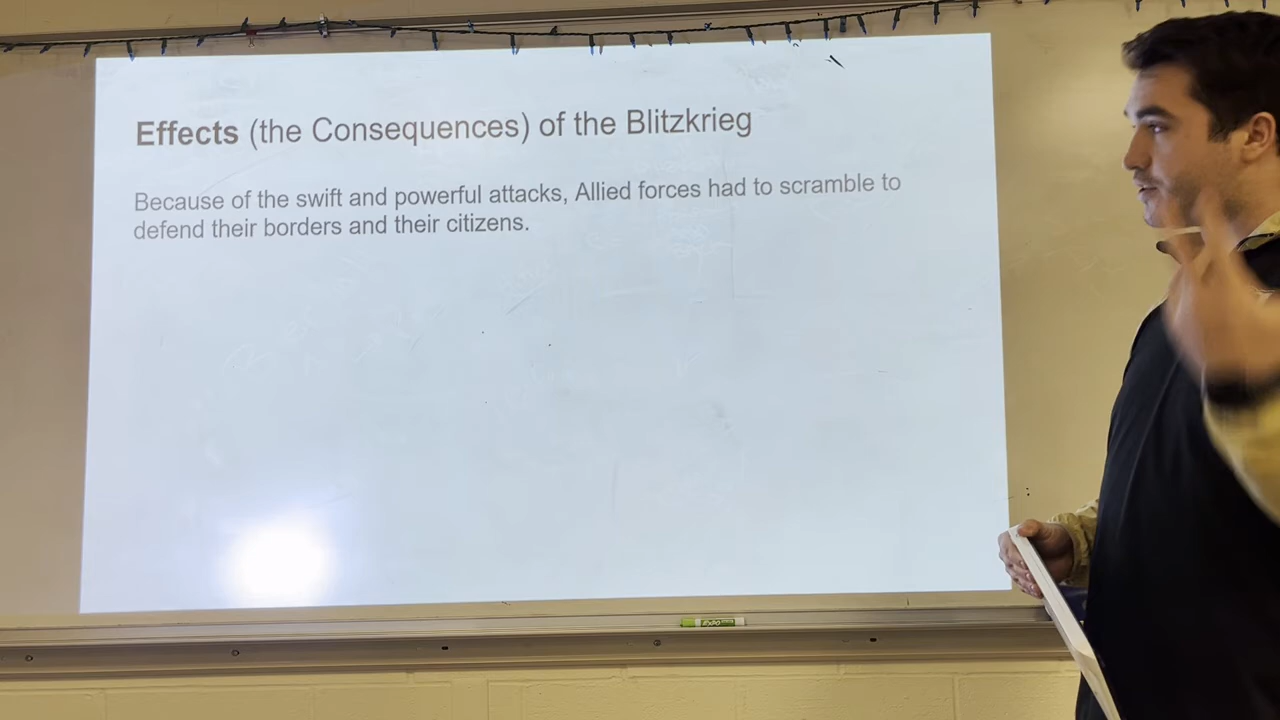 Effects (the Consequences) of the Blitzkrieg
Because of the swift and powerful attacks, Allied forces had to scramble to
defend their borders and their citizens.
EXPO